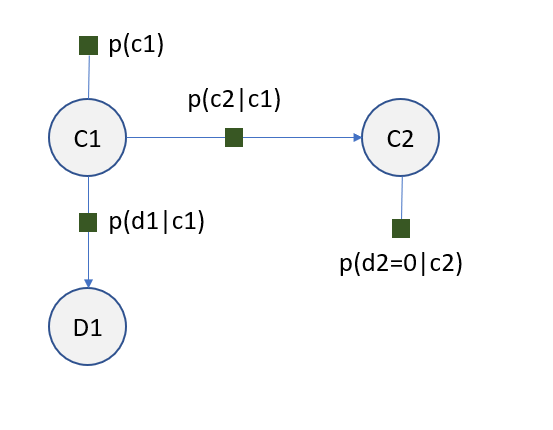 p(c1)
p(c2|c1)
C1
C2
p(d1|c1)
p(d2=0|c2)
D1